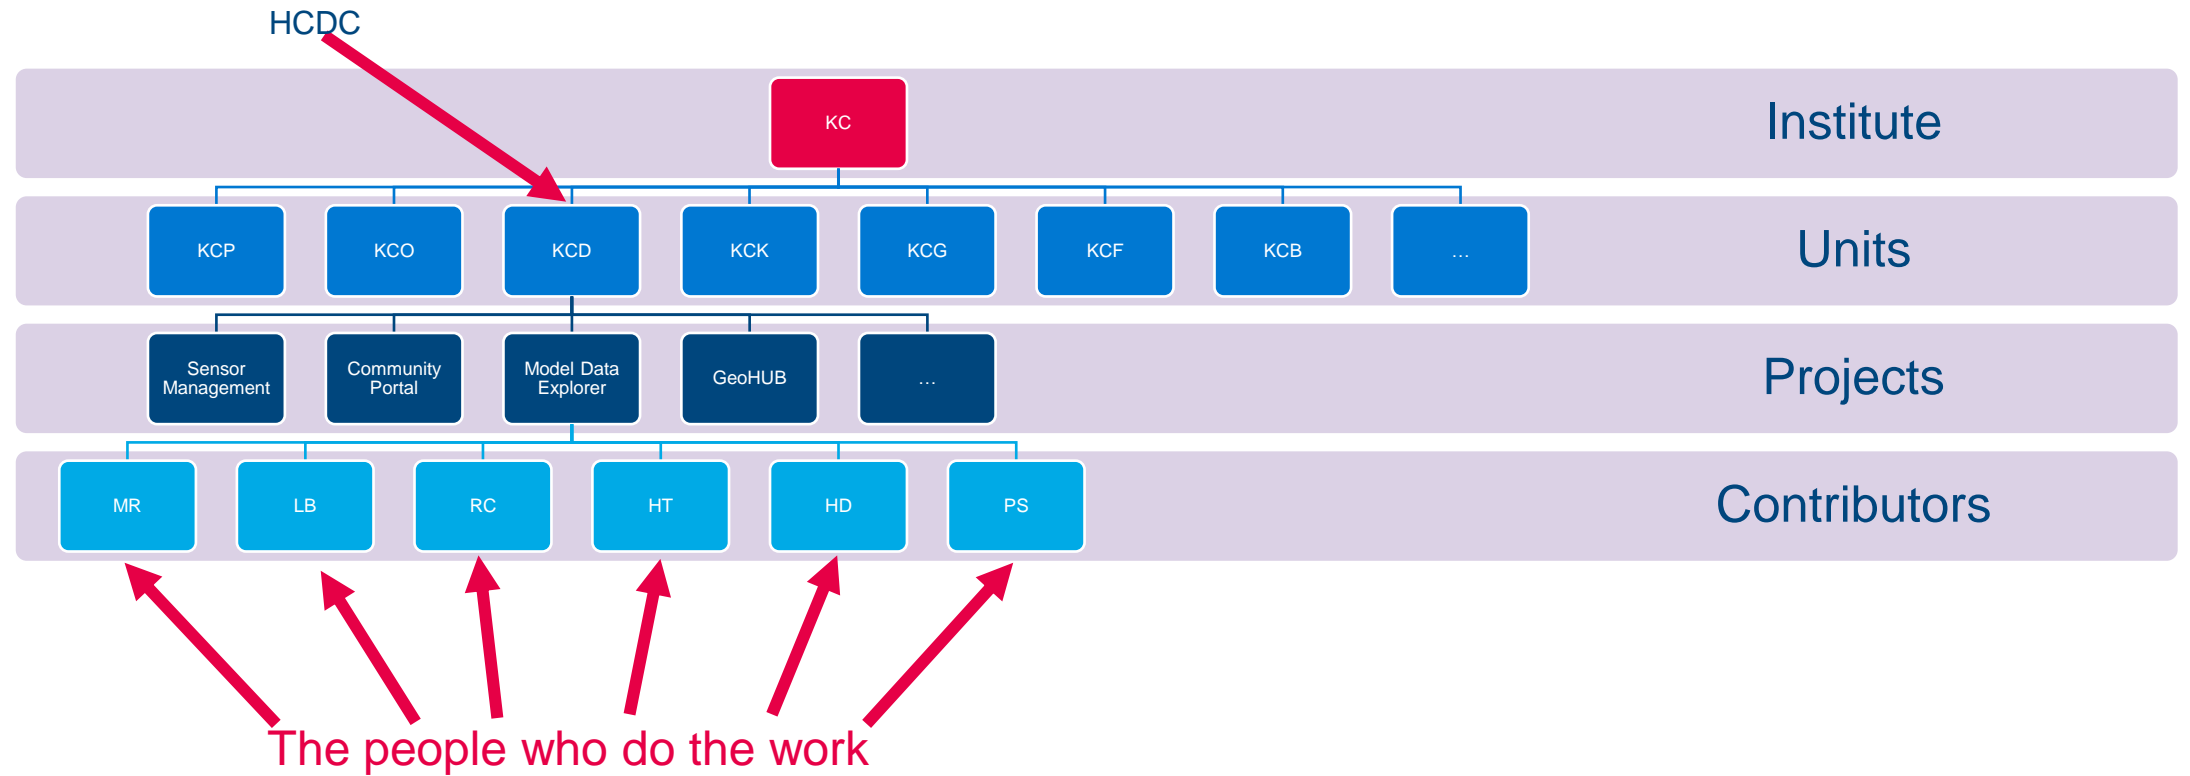 HCDC
KC
Institute
KCP
KCO
KCD
KCK
KCG
KCF
KCB
…
Units
Sensor
Management
Community
Portal
Model Data
Explorer
GeoHUB
…
Projects
MR
LB
RC
HT
HD
PS
Contributors
The people who do the work